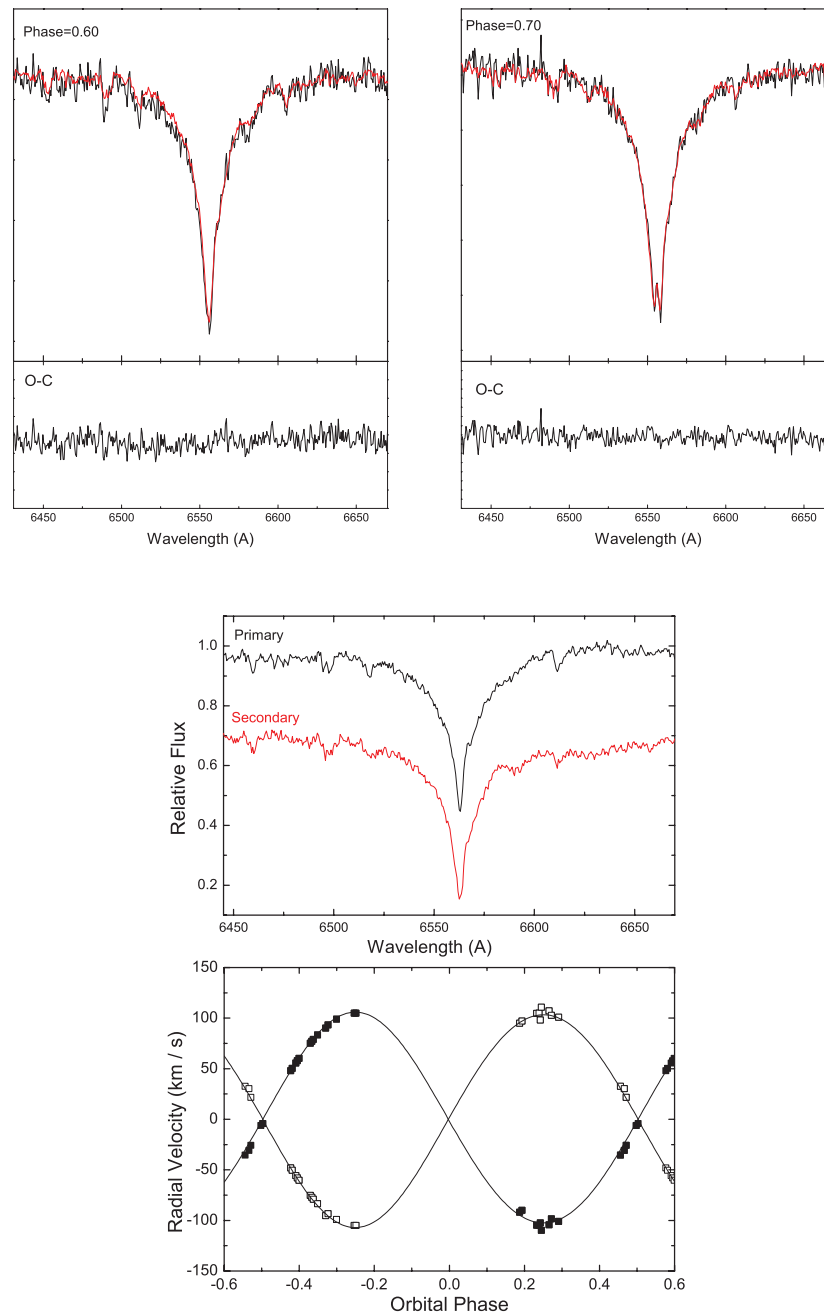 Phase=0.60
Phase=0.70
O-C
O-C
6450 6500 6550 6600 6650
6450 6500 6550 6600 6650
Wavelength (A)
Wavelength (A)
1.0
Primary
0.8
Secondary
0.6
0.4
0.2
Relative Flux
6450 6500 6550 6600 6650
Wavelength (A)
150
100
50
0
-50
-100
-150
Radial Velocity (km / s)
-0.6 -0.4 -0.2 0.0 0.2 0.4 0.6
Orbital Phase